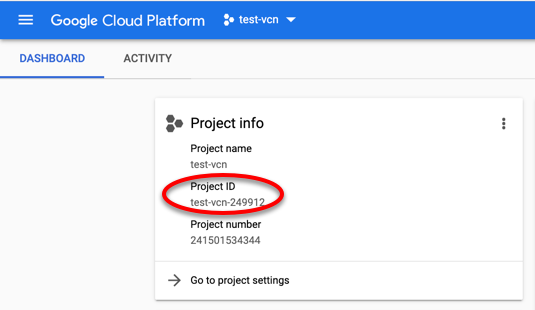 Google Cloud Platform test-vcn
DASHBOARD ACTIVITY
Project info
Project name
test-vcn
Project ID
test-vcn-249912
Project number
241501534344
Go to project settings